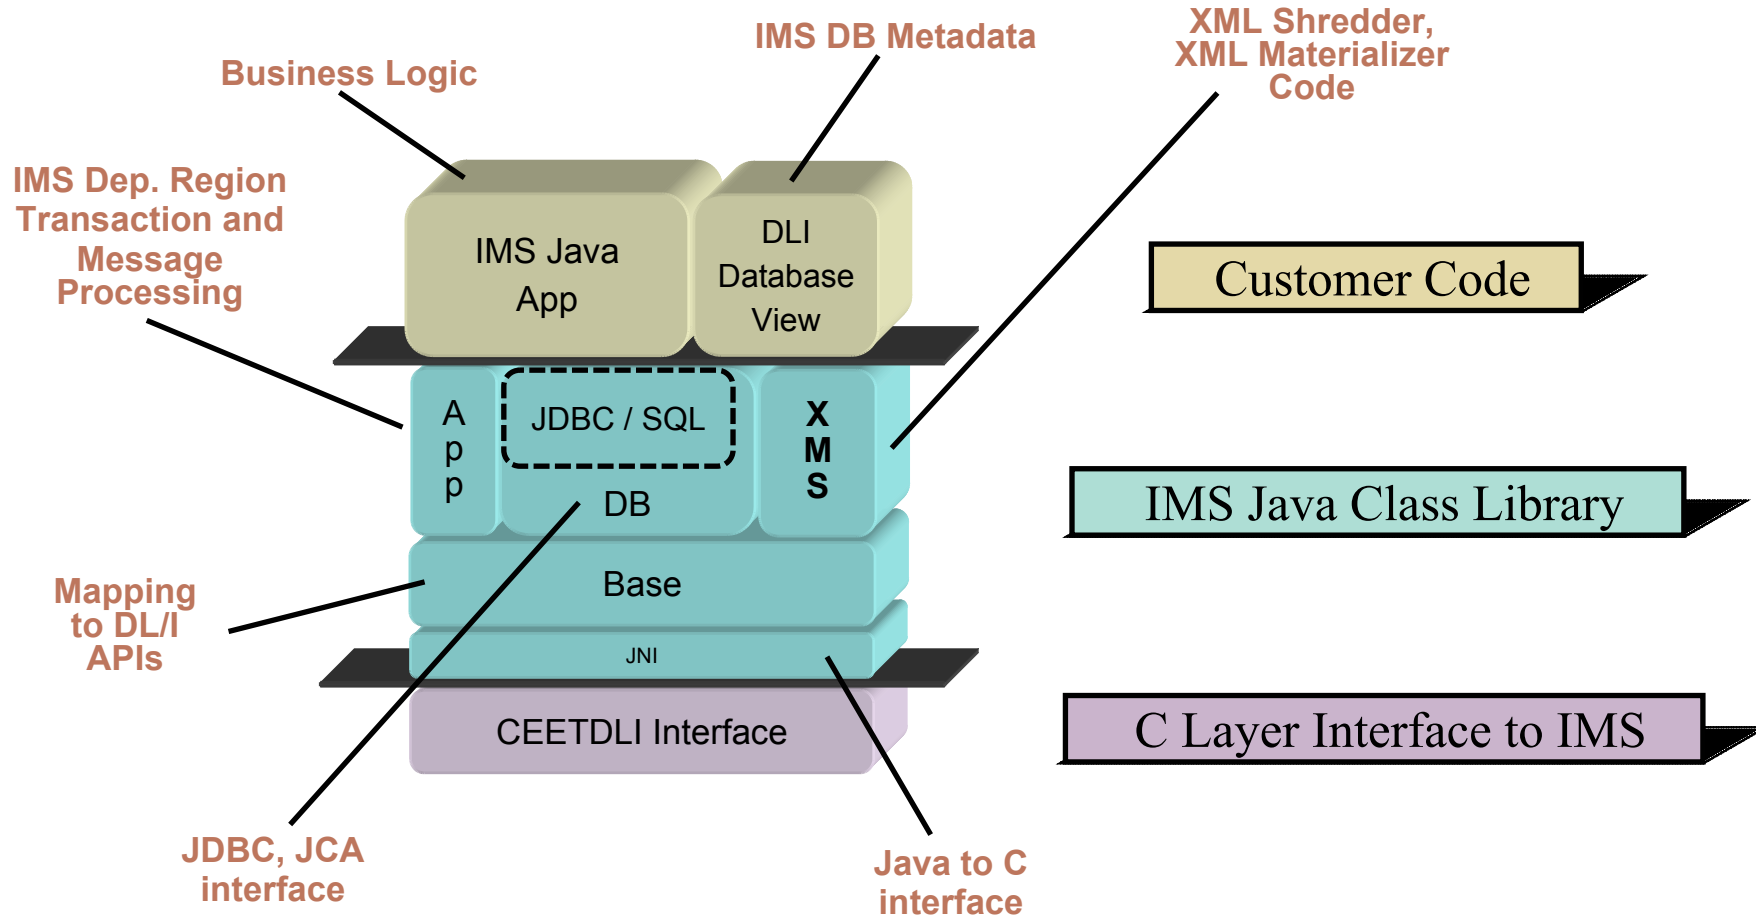 XML Shredder,
XML Materializer
Code
IMS DB Metadata
Business Logic
IMS Dep. Region
Transaction and
Message
Processing
IMS Java
App
DLI
Database
View
Customer Code
A
p
p
JDBC / SQL
DB
X
M
S
IMS Java Class Library
Base
Mapping
to DL/I
APIs
JNI
CEETDLI Interface
C Layer Interface to IMS
JDBC, JCA
interface
Java to C
interface